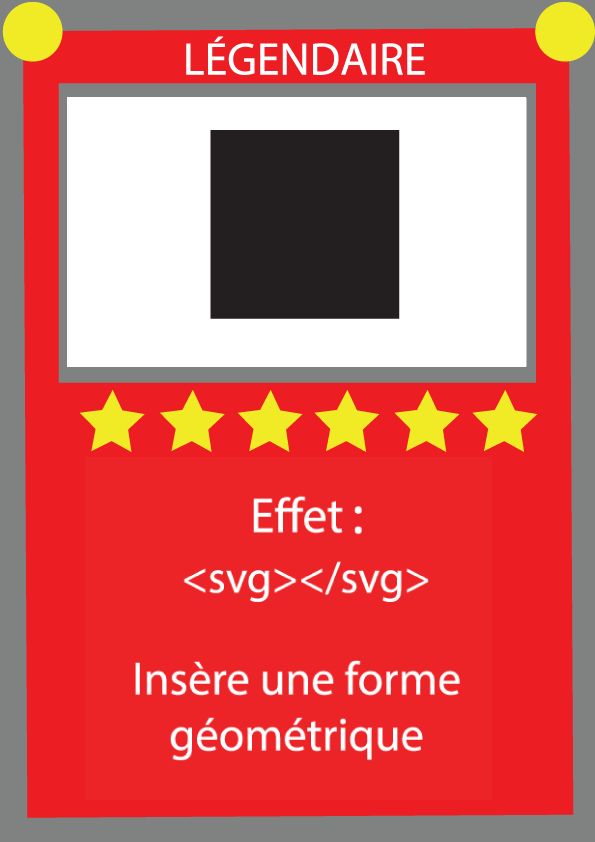 LÉGENDAIRE
Effet :
<svg></svg>
Insère une forme
géométrique